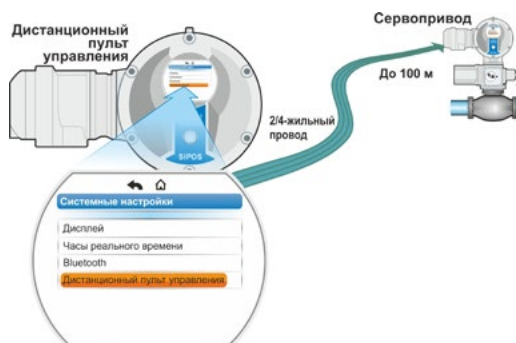 Дистанционный
пульт
управления
Сервопривод
До 100 м
2/4-жильный
провод
SIPOS
Системные настройки
Дисплей
Часы реального времени
Bluetooth
Дистанционный пульт управления